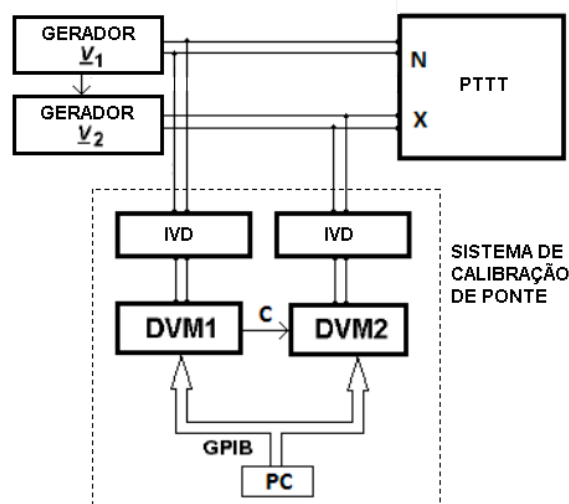 GERADOR
V1
GERADOR
V2
N
PTTT
X
IVD
IVD
SISTEMA DE
CALIBRAÇÃO
DE PONTE
DVM1
C
DVM2
GPIB
PC